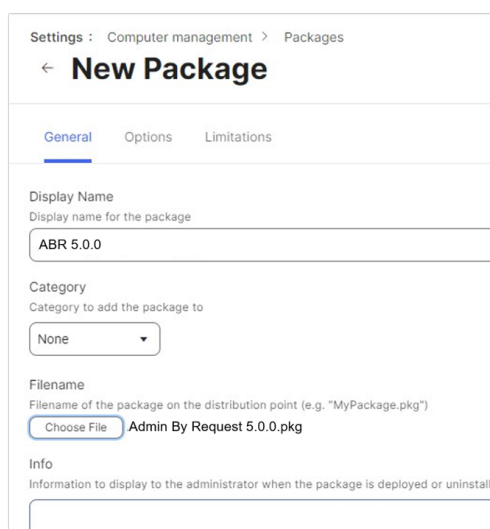 Settings : Computer management > Packages
← New Package
General Options Limitations
Display Name
Display name for the package
ABR 5.0.0
Category
Category to add the package to
None
Filename
Filename of the package on the distribution point (e.g. "MyPackage.pkg")
Choose File Admin By Request 5.0.0.pkg
Info
Information to display to the administrator when the package is deployed or uninstall